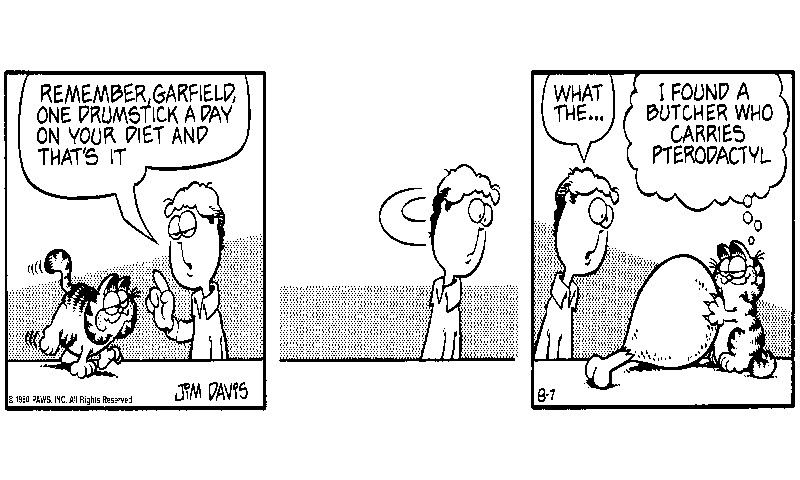 REMEMBER, GARFIELD,
ONE DRUMSTICK A DAY
ON YOUR DIET AND
THAT'S IT
JIM DAVIS
© 1990 PAWS, INC. All Rights Reserved
WHAT
THE...
I FOUND A
BUTCHER WHO
CARRIES
PTERODACTYL
8-7